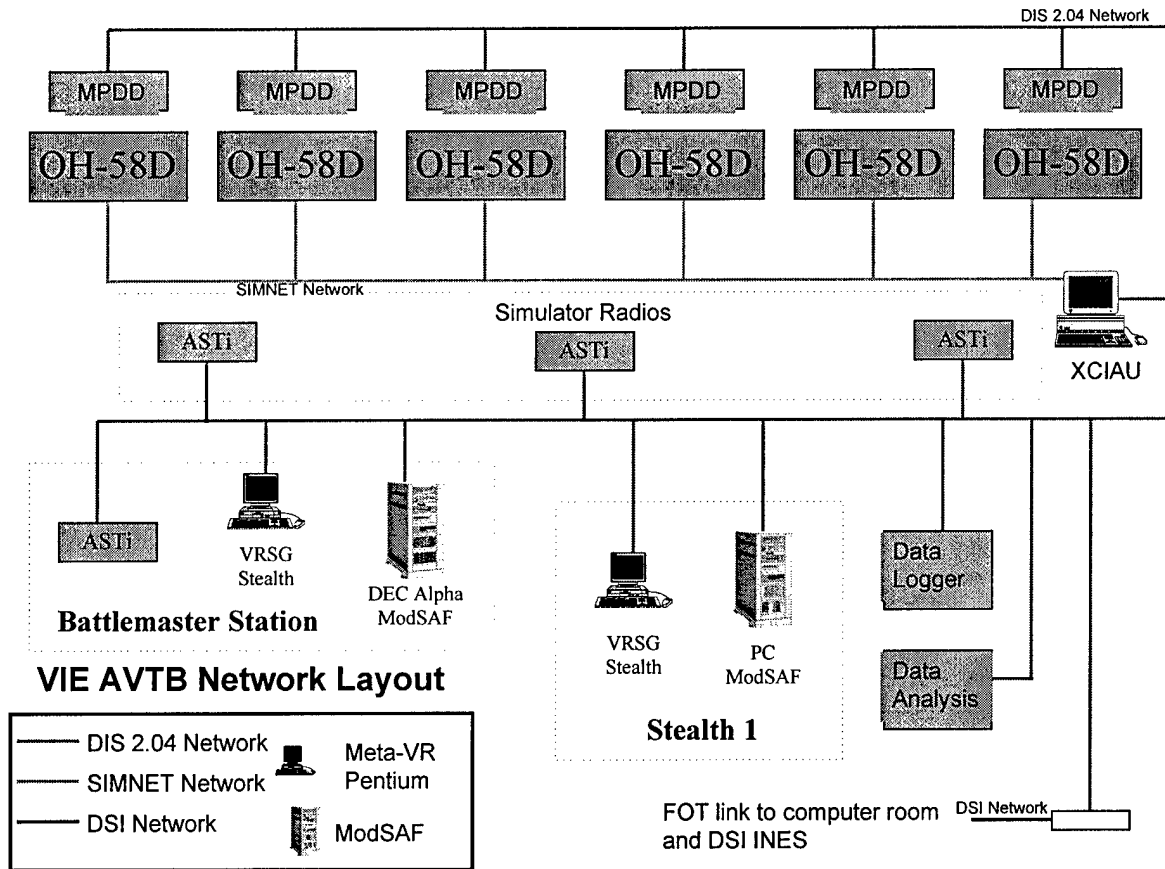 DIS 2.04 Network
MPDD MPDD MPDD MPDD MPDD MPDD
OH-58D OH-58D OH-58D OH-58D OH-58D OH-58D
SIMNET Network
Simulator Radios
ASTi ASTi ASTi
XCIAU
ASTi
VRSG
Stealth
DEC Alpha
ModSAF
Battlemaster Station
VRSG
Stealth
PC
ModSAF
Stealth 1
Data
Logger
Data
Analysis
VIE AVTB Network Layout
DIS 2.04 Network
SIMNET Network
DSI Network
Meta-VR
Pentium
ModSAF
FOT link to computer room
and DSI INES
DSI Network